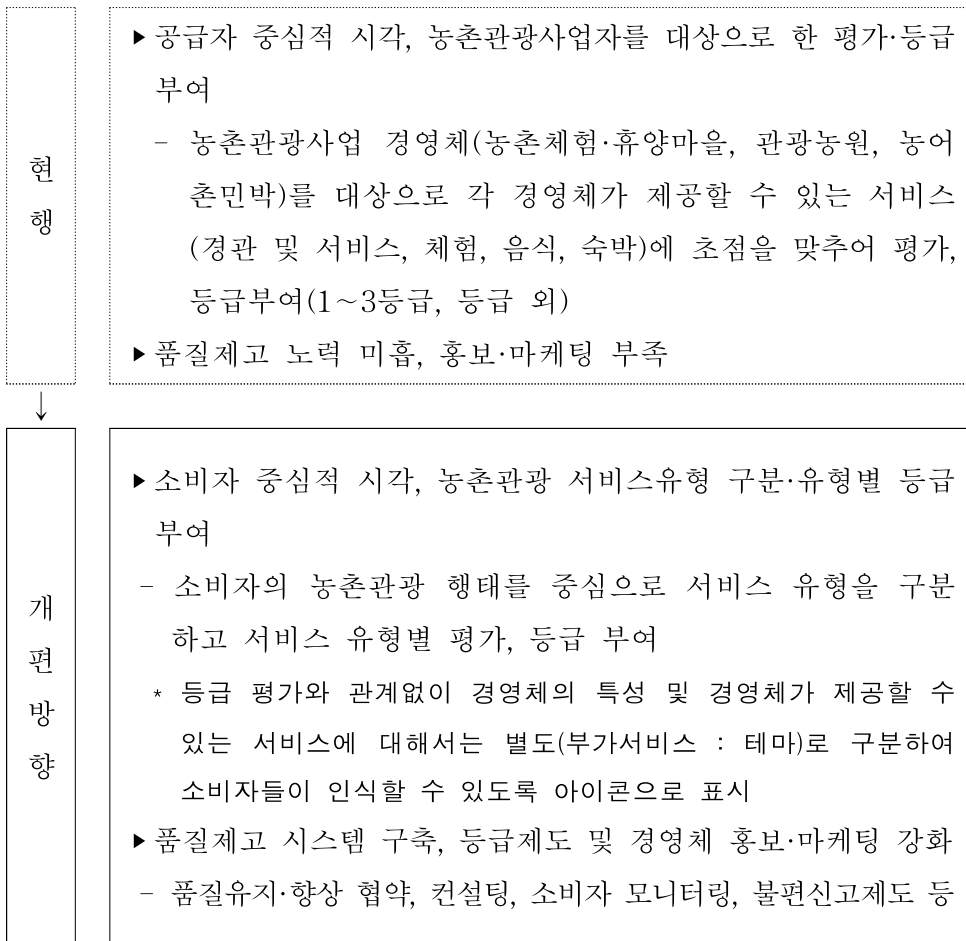 현행
▶ 공급자 중심적 시각, 농촌관광사업자를 대상으로 한 평가·등급
부여
- 농촌관광사업 경영체(농촌체험·휴양마을, 관광농원, 농어
촌민박)를 대상으로 각 경영체가 제공할 수 있는 서비스
(경관 및 서비스, 체험, 음식, 숙박)에 초점을 맞추어 평가,
등급부여(1~3등급, 등급 외)
▶ 품질제고 노력 미흡, 홍보·마케팅 부족
↓
개편방향
▶ 소비자 중심적 시각, 농촌관광 서비스유형 구분·유형별 등급
부여
- 소비자의 농촌관광 행태를 중심으로 서비스 유형을 구분
하고 서비스 유형별 평가, 등급 부여
* 등급 평가와 관계없이 경영체의 특성 및 경영체가 제공할 수
있는 서비스에 대해서는 별도(부가서비스 : 테마)로 구분하여
소비자들이 인식할 수 있도록 아이콘으로 표시
▶ 품질제고 시스템 구축, 등급제도 및 경영체 홍보·마케팅 강화
- 품질유지·향상 협약, 컨설팅, 소비자 모니터링, 불편신고제도 등